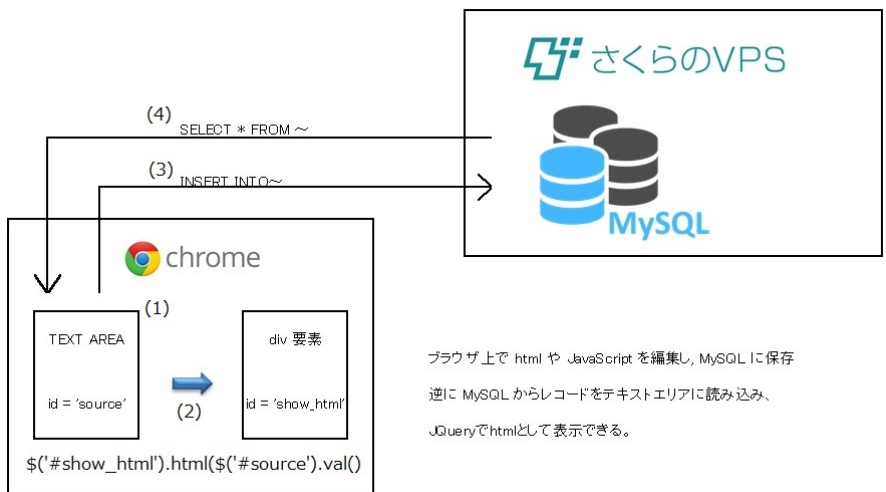 さくらのVPS
(4)
SELECT * FROM ～
(3)
INSERT INTO～
MySQL
chrome
(1)
TEXT AREA
div 要素
id = 'source'
(2)
id = 'show_html'
$('#show_html').html($('#source').val()
ブラウザ上で html や JavaScript を編集し, MySQL に保存
逆に MySQL からレコードをテキストエリアに読み込み、
JQueryでhtmlとして表示できる。